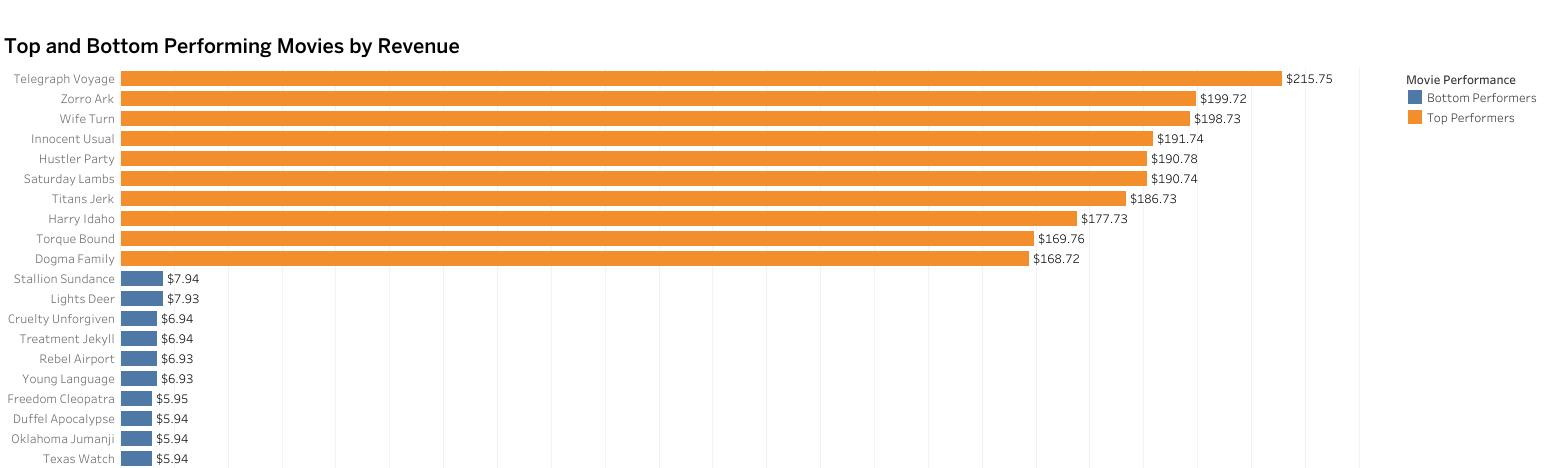 Top and Bottom Performing Movies by Revenue
Telegraph Voyage $215.75
Zorro Ark $199.72
Wife Turn $198.73
Innocent Usual $191.74
Hustler Party $190.78
Saturday Lambs $190.74
Titans Jerk $186.73
Harry Idaho $177.73
Torque Bound $169.76
Dogma Family $168.72
Stallion Sundance $7.94
Lights Deer $7.93
Cruelty Unforgiven $6.94
Treatment Jekyll $6.94
Rebel Airport $6.93
Young Language $6.93
Freedom Cleopatra $5.95
Duffel Apocalypse $5.94
Oklahoma Jumanji $5.94
Texas Watch $5.94
Movie Performance
Bottom Performers
Top Performers